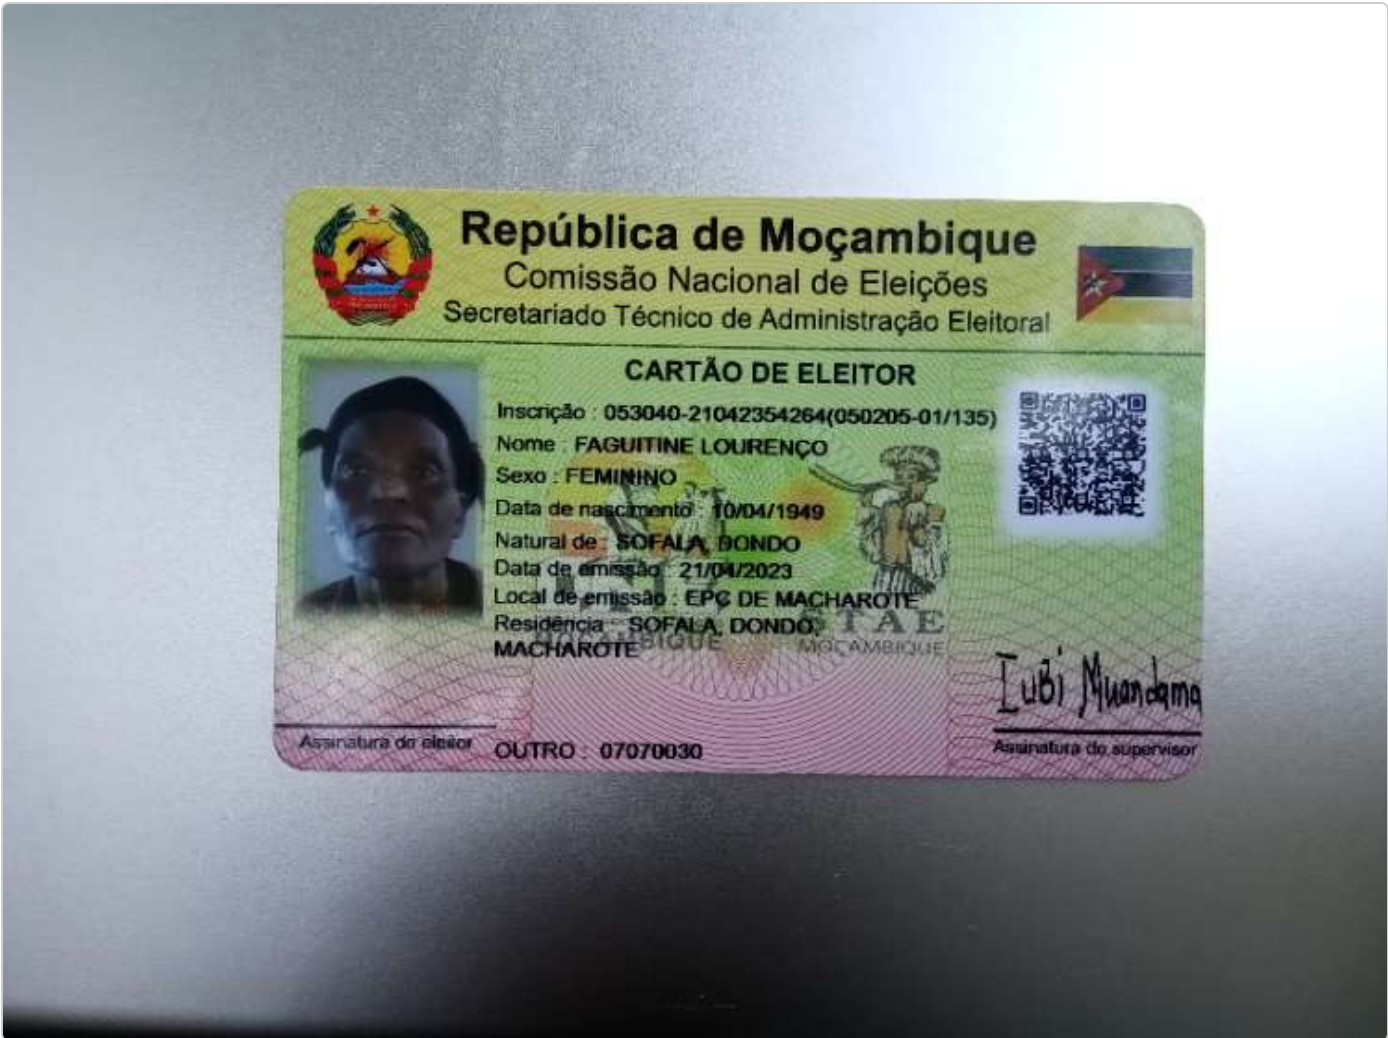 República de Moçambique
Comissão Nacional de Eleições
Secretariado Técnico de Administração Eleitoral
CARTÃO DE ELEITOR
Inscrição : 053040-21042354264(050205-01/135)
Nome : FAGUITINE LOURENÇO
Sexo : FEMININO
Data de nascimento : 10/04/1949
Natural de : SOFALA, DONDO
Data de emissão : 21/04/2023
Local de emissão : EPC DE MACHAROTE
Residência : SOFALA, DONDO,
MACHAROTE
STAE
MOÇAMBIQUE
MOÇAMBIQUE
Muandama
Assinatura do eleitor
OUTRO : 07070030
Assinatura do supervisor